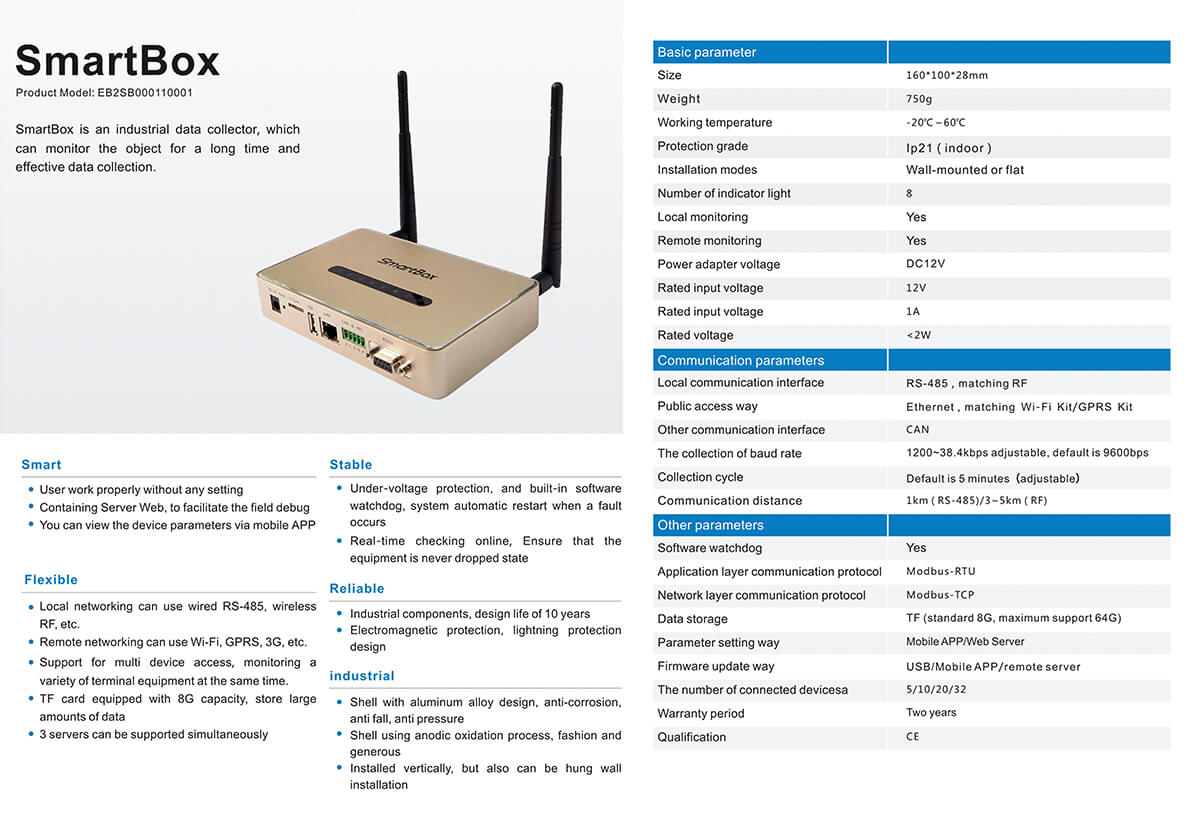 SmartBox
Product Model: EB2SB000110001
SmartBox is an industrial data collector, which
can monitor the object for a long time and
effective data collection.
SmartBox
LAN
RS232
Smart
• User work properly without any setting
• Containing Server Web, to facilitate the field debug
• You can view the device parameters via mobile APP
Flexible
• Local networking can use wired RS-485, wireless
RF, etc.
• Remote networking can use Wi-Fi, GPRS, 3G, etc.
• Support for multi device access, monitoring a
variety of terminal equipment at the same time.
• TF card equipped with 8G capacity, store large
amounts of data
• 3 servers can be supported simultaneously
Stable
• Under-voltage protection, and built-in software
watchdog, system automatic restart when a fault
occurs
• Real-time checking online, Ensure that the
equipment is never dropped state
Reliable
• Industrial components, design life of 10 years
• Electromagnetic protection, lightning protection
design
industrial
• Shell with aluminum alloy design, anti-corrosion,
anti fall, anti pressure
• Shell using anodic oxidation process, fashion and
generous
• Installed vertically, but also can be hung wall
installation
Basic parameter
Size 160*100*28mm
Weight 750g
Working temperature -20℃~60℃
Protection grade Ip21 ( indoor )
Installation modes Wall-mounted or flat
Number of indicator light 8
Local monitoring Yes
Remote monitoring Yes
Power adapter voltage DC12V
Rated input voltage 12V
Rated input voltage 1A
Rated voltage <2W
Communication parameters
Local communication interface RS-485 , matching RF
Public access way Ethernet , matching Wi-Fi Kit/GPRS Kit
Other communication interface CAN
The collection of baud rate 1200~38.4kbps adjustable, default is 9600bps
Collection cycle Default is 5 minutes (adjustable)
Communication distance 1km ( RS-485)/3~5km ( RF)
Other parameters
Software watchdog Yes
Application layer communication protocol Modbus-RTU
Network layer communication protocol Modbus-TCP
Data storage TF (standard 8G, maximum support 64G)
Parameter setting way Mobile APP/Web Server
Firmware update way USB/Mobile APP/remote server
The number of connected devicesa 5/10/20/32
Warranty period Two years
Qualification CE